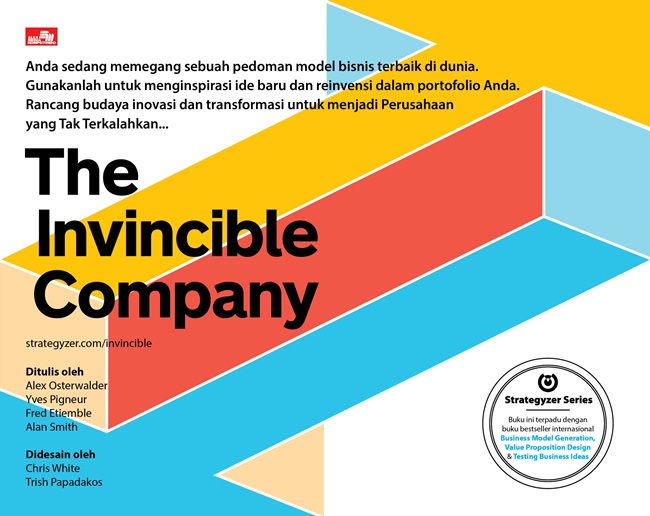 Anda sedang memegang sebuah pedoman model bisnis terbaik di dunia.
Gunakanlah untuk menginspirasi ide baru dan reinvensi dalam portofolio Anda.
Rancang budaya inovasi dan transformasi untuk menjadi Perusahaan
yang Tak Terkalahkan...
The
Invincible
Company
strategyzer.com/invincible
Ditulis oleh
Alex Osterwalder
Yves Pigneur
Fred Etiemble
Alan Smith
Didesain oleh
Chris White
Trish Papadakos
Strategyzer Series
Buku ini terpadu dengan
buku bestseller internasional
Business Model Generation,
Value Proposition Design
& Testing Business Ideas